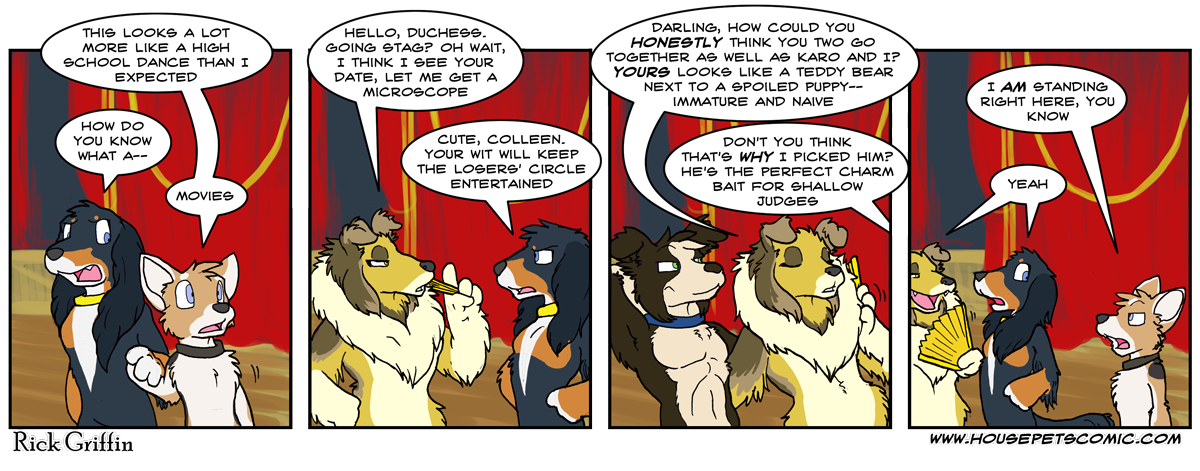 THIS LOOKS A LOT
MORE LIKE A HIGH
SCHOOL DANCE THAN I
EXPECTED
HOW DO
YOU KNOW
WHAT A--
MOVIES
HELLO, DUCHESS.
GOING STAG? OH WAIT,
I THINK I SEE YOUR
DATE, LET ME GET A
MICROSCOPE
CUTE, COLLEEN.
YOUR WIT WILL KEEP
THE LOSERS' CIRCLE
ENTERTAINED
DARLING, HOW COULD YOU
HONESTLY THINK YOU TWO GO
TOGETHER AS WELL AS KARO AND I?
YOURS LOOKS LIKE A TEDDY BEAR
NEXT TO A SPOILED PUPPY--
IMMATURE AND NAIVE
DON'T YOU THINK
THAT'S WHY I PICKED HIM?
HE'S THE PERFECT CHARM
BAIT FOR SHALLOW
JUDGES
I AM STANDING
RIGHT HERE, YOU
KNOW
YEAH
Rick Griffin
WWW.HOUSEPETSCOMIC.COM